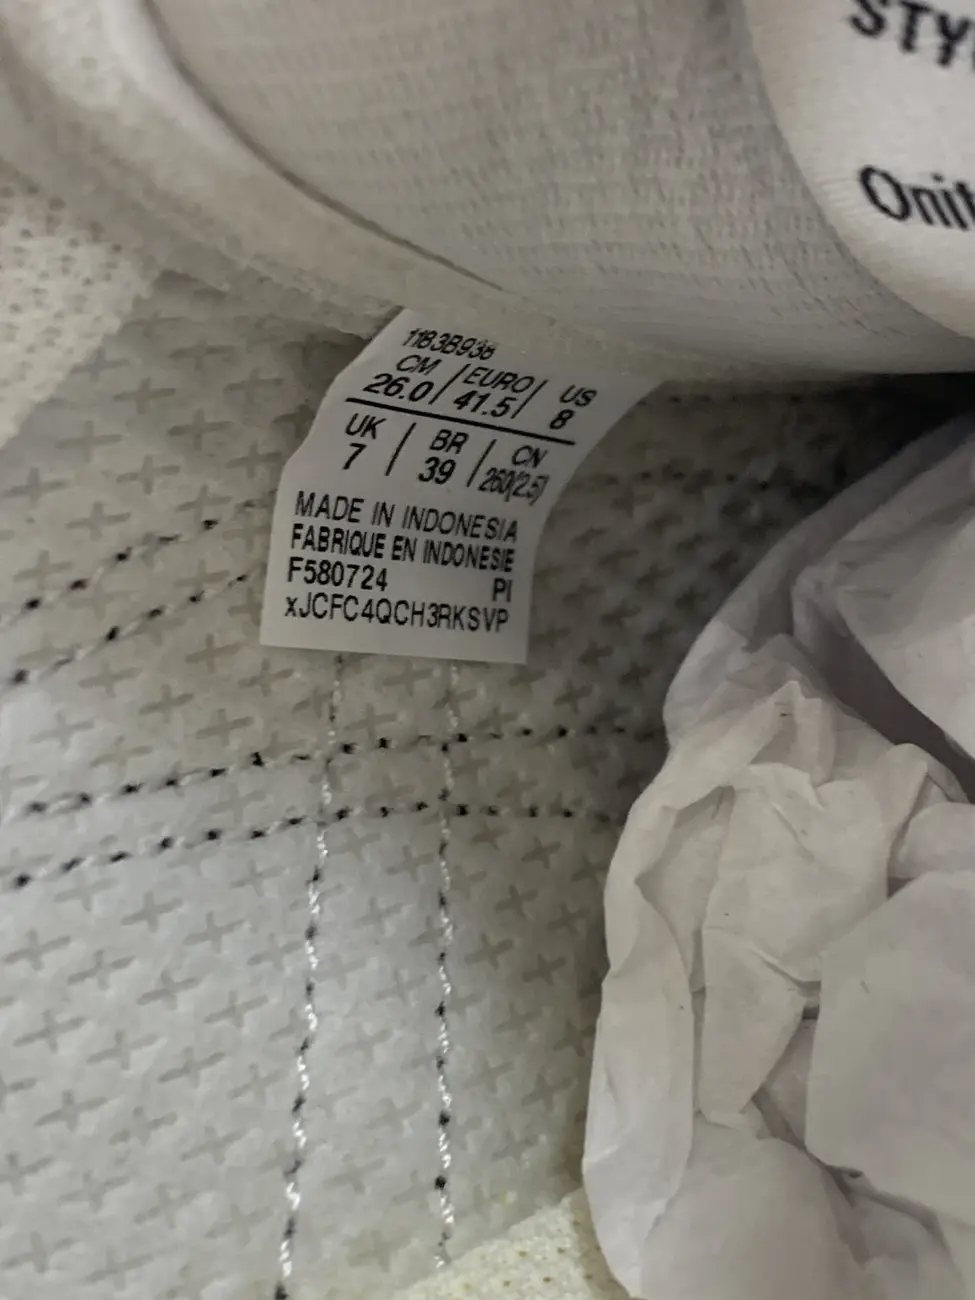 STY
Onit
1183B938
CM / EURO / US
26.0 / 41.5 / 8
UK / BR / CN
7 / 39 / 260(2.5)
MADE IN INDONESIA
FABRIQUE EN INDONESIE
F580724 PI
xJCFC4QCH3RKSVP